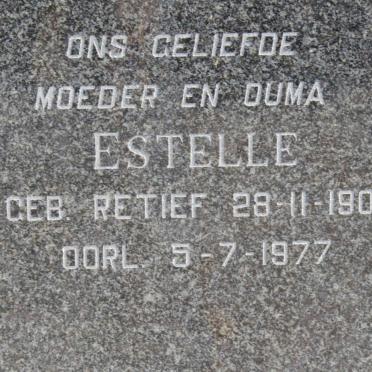 ONS GELIEFDE
MOEDER EN OUMA
ESTELLE
GEB. RETIEF 28-11-190
OORL. 5-7-1977